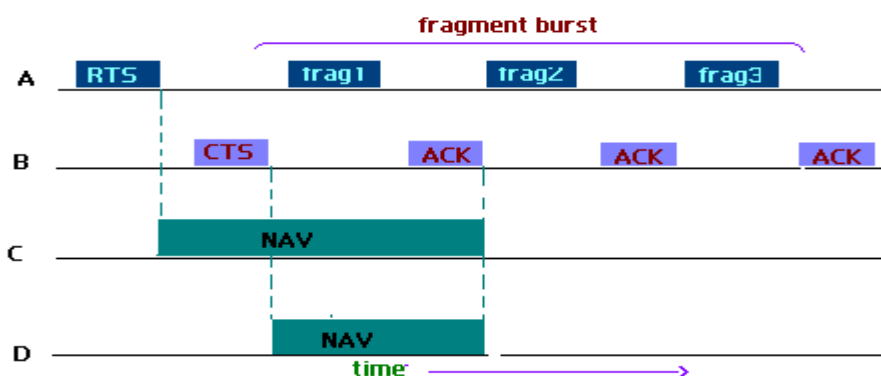 fragment burst
A RTS frag1 frag2 frag3
B CTS ACK ACK ACK
C NAV
D NAV
time